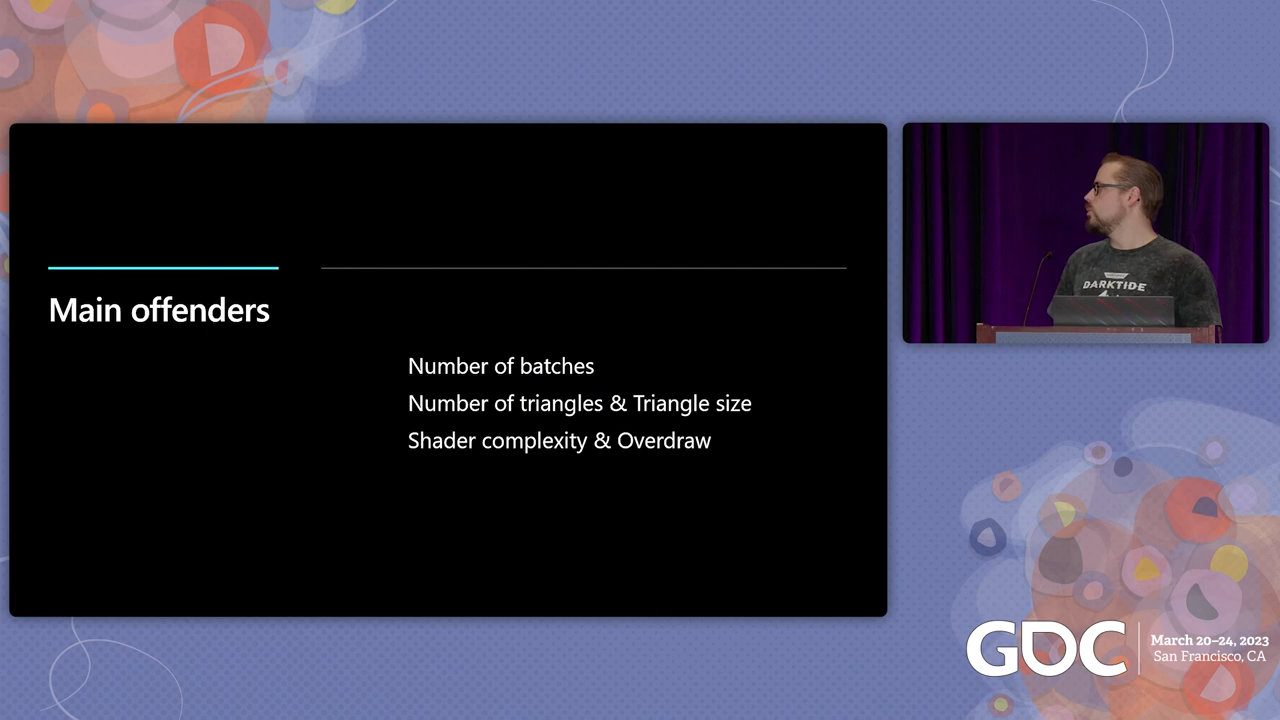 Main offenders
Number of batches
Number of triangles & Triangle size
Shader complexity & Overdraw
DARKTIDE
GDC
March 20–24, 2023
San Francisco, CA